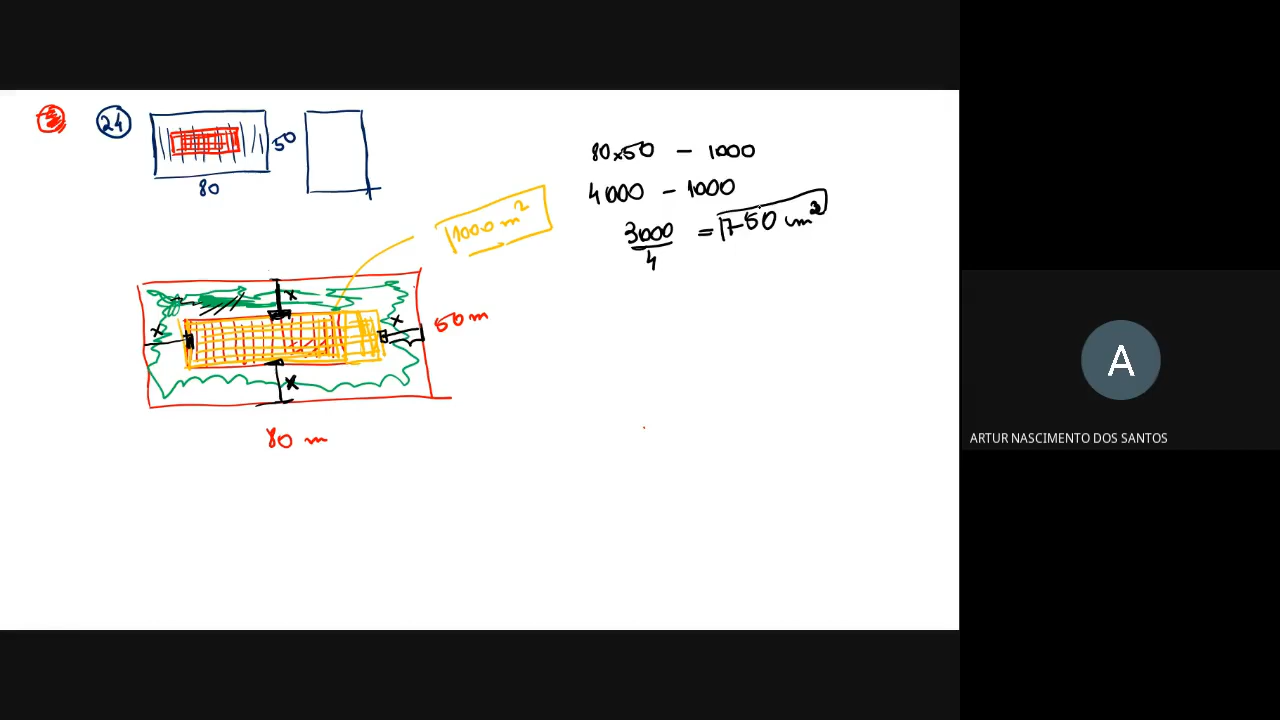 24
50
80
80x50 - 1000
4000 - 1000
3000
4
= 750 m²
1000 m²
x
x
x
x
50 m
80 m
A
ARTUR NASCIMENTO DOS SANTOS